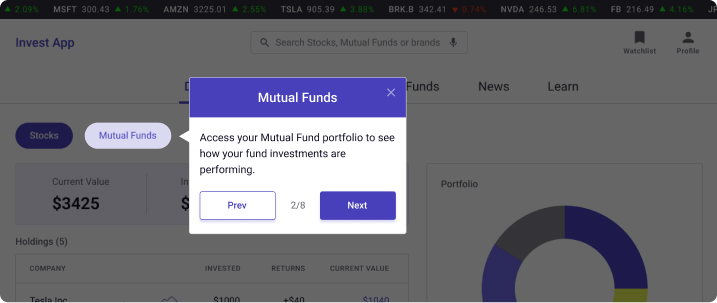 ▲ 2.09% MSFT 300.43 ▲ 1.76% AMZN 3225.01 ▲ 2.55% TSLA 905.39 ▲ 3.88% BRK.B 342.41 ▼ 0.74% NVDA 246.53 ▲ 6.81% FB 216.49 ▲ 4.16%
Invest App
Search Stocks, Mutual Funds or brands
Watchlist
Profile
Funds News Learn
Mutual Funds
Stocks
Mutual Funds
Access your Mutual Fund portfolio to see
how your fund investments are
performing.
Prev 2/8 Next
Current Value
$3425
Portfolio
Holdings (5)
COMPANY INVESTED RETURNS CURRENT VALUE
Tesla Inc $1000 +$40 $1040